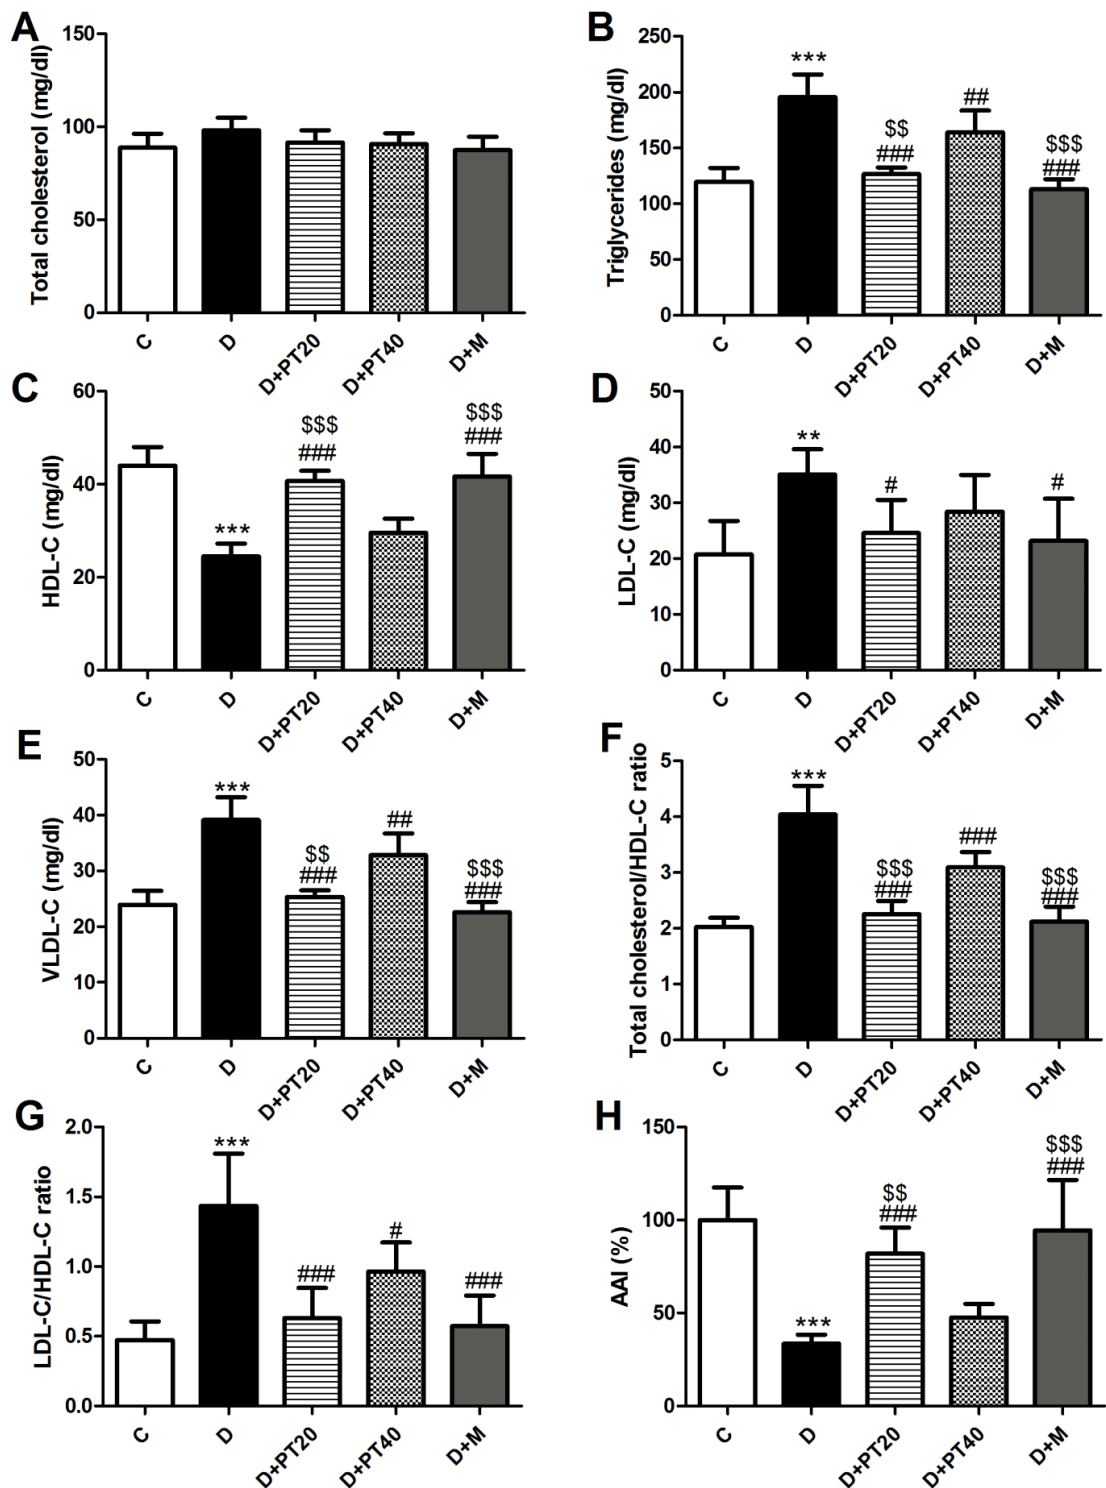 A
Total cholesterol (mg/dl)
150
100
50
0
C
D
D+PT20
D+PT40
D+M
B
Triglycerides (mg/dl)
250
200
150
100
50
0
***
$$
###
##
$$$
###
C
D
D+PT20
D+PT40
D+M
C
HDL-C (mg/dl)
60
40
20
0
***
$$$
###
$$$
###
C
D
D+PT20
D+PT40
D+M
D
LDL-C (mg/dl)
50
40
30
20
10
0
**
#
#
C
D
D+PT20
D+PT40
D+M
E
VLDL-C (mg/dl)
50
40
30
20
10
0
***
$$
###
##
$$$
###
C
D
D+PT20
D+PT40
D+M
F
Total cholesterol/HDL-C ratio
5
4
3
2
1
0
***
$$$
###
###
$$$
###
C
D
D+PT20
D+PT40
D+M
G
LDL-C/HDL-C ratio
2.0
1.5
1.0
0.5
0.0
***
###
#
###
C
D
D+PT20
D+PT40
D+M
H
AAI (%)
150
100
50
0
***
$$
###
$$$
###
C
D
D+PT20
D+PT40
D+M